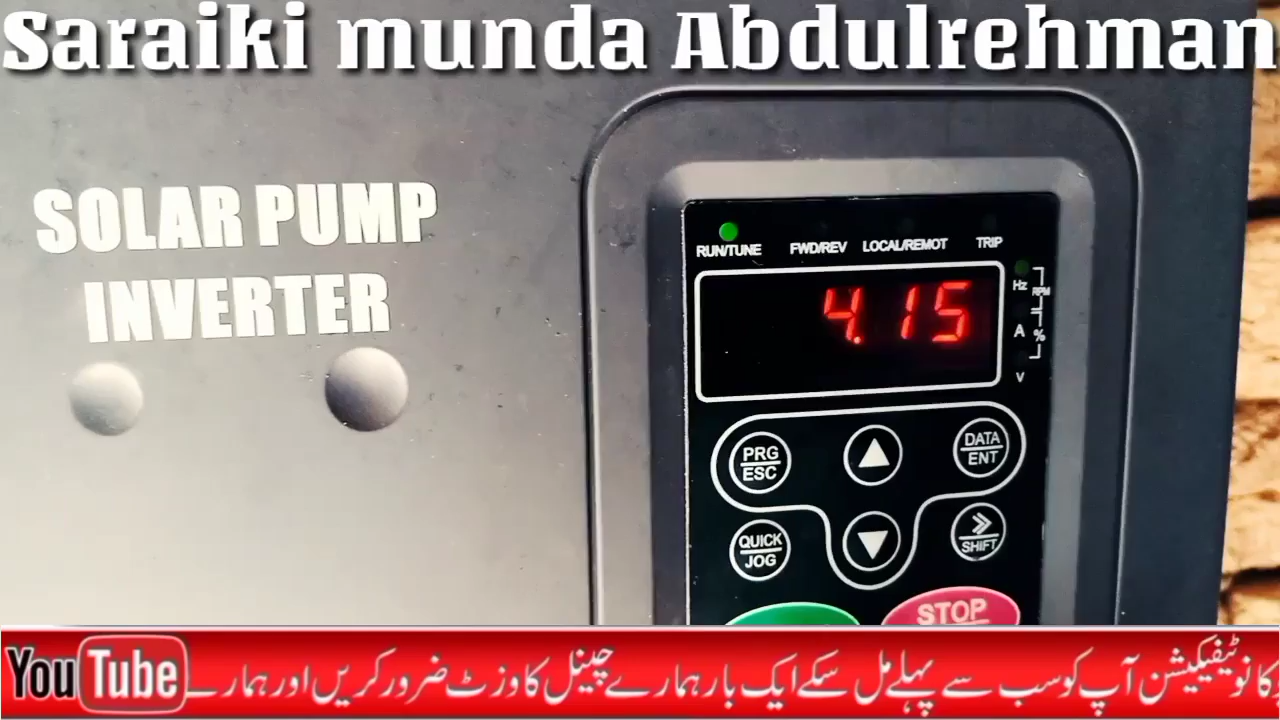 Saraiki munda Abdulrehman
SOLAR PUMP
INVERTER
RUN/TUNE FWD/REV LOCAL/REMOT TRIP
Hz RPM
A %
V
4.15
PRG
ESC
DATA
ENT
QUICK
JOG
SHIFT
STOP
YouTube
کا نوٹیفیکیشن آپ کو سب سے پہلے مل سکے ایک بار ہمارے چینل کا وزٹ ضرور کریں اور ہمارے